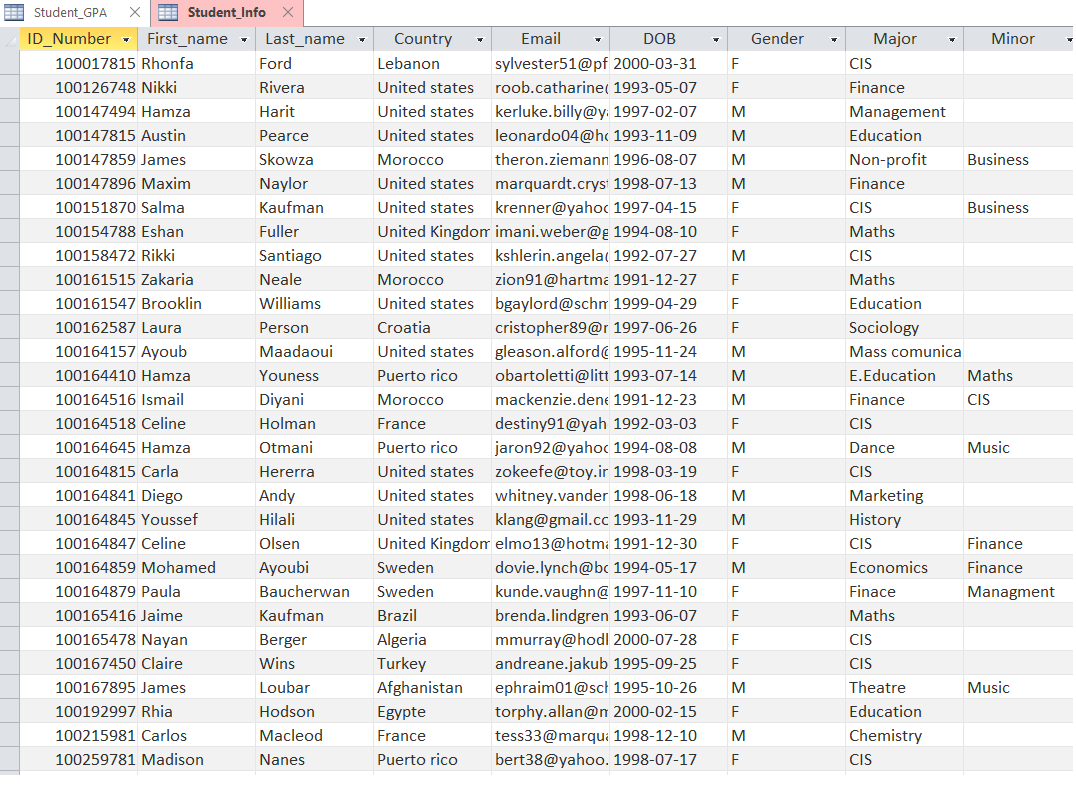 Student_GPA Student_Info
ID_Number First_name Last_name Country Email DOB Gender Major Minor
100017815 Rhonfa Ford Lebanon sylvester51@pf 2000-03-31 F CIS
100126748 Nikki Rivera United states roob.catharine@ 1993-05-07 F Finance
100147494 Hamza Harit United states kerluke.billy@ya 1997-02-07 M Management
100147815 Austin Pearce United states leonardo04@ho 1993-11-09 M Education
100147859 James Skowza Morocco theron.ziemann 1996-08-07 M Non-profit Business
100147896 Maxim Naylor United states marquardt.cryst 1998-07-13 M Finance
100151870 Salma Kaufman United states krenner@yahoo 1997-04-15 F CIS Business
100154788 Eshan Fuller United Kingdom imani.weber@g 1994-08-10 F Maths
100158472 Rikki Santiago United states kshlerin.angela@ 1992-07-27 M CIS
100161515 Zakaria Neale Morocco zion91@hartma 1991-12-27 F Maths
100161547 Brooklin Williams United states bgaylord@schm 1999-04-29 F Education
100162587 Laura Person Croatia cristopher89@r 1997-06-26 F Sociology
100164157 Ayoub Maadaoui United states gleason.alford@ 1995-11-24 M Mass comunica
100164410 Hamza Youness Puerto rico obartoletti@litt 1993-07-14 M E.Education Maths
100164516 Ismail Diyani Morocco mackenzie.dene 1991-12-23 M Finance CIS
100164518 Celine Holman France destiny91@yah 1992-03-03 F CIS
100164645 Hamza Otmani Puerto rico jaron92@yahoo 1994-08-08 M Dance Music
100164815 Carla Hererra United states zokeefe@toy.in 1998-03-19 F CIS
100164841 Diego Andy United states whitney.vander 1998-06-18 M Marketing
100164845 Youssef Hilali United states klang@gmail.co 1993-11-29 M History
100164847 Celine Olsen United Kingdom elmo13@hotma 1991-12-30 F CIS Finance
100164859 Mohamed Ayoubi Sweden dovie.lynch@bo 1994-05-17 M Economics Finance
100164879 Paula Baucherwan Sweden kunde.vaughn@ 1997-11-10 F Finace Managment
100165416 Jaime Kaufman Brazil brenda.lindgren 1993-06-07 F Maths
100165478 Nayan Berger Algeria mmurray@hodl 2000-07-28 F CIS
100167450 Claire Wins Turkey andreane.jakub 1995-09-25 F CIS
100167895 James Loubar Afghanistan ephraim01@sch 1995-10-26 M Theatre Music
100192997 Rhia Hodson Egypte torphy.allan@m 2000-02-15 F Education
100215981 Carlos Macleod France tess33@marqua 1998-12-10 M Chemistry
100259781 Madison Nanes Puerto rico bert38@yahoo. 1998-07-17 F CIS